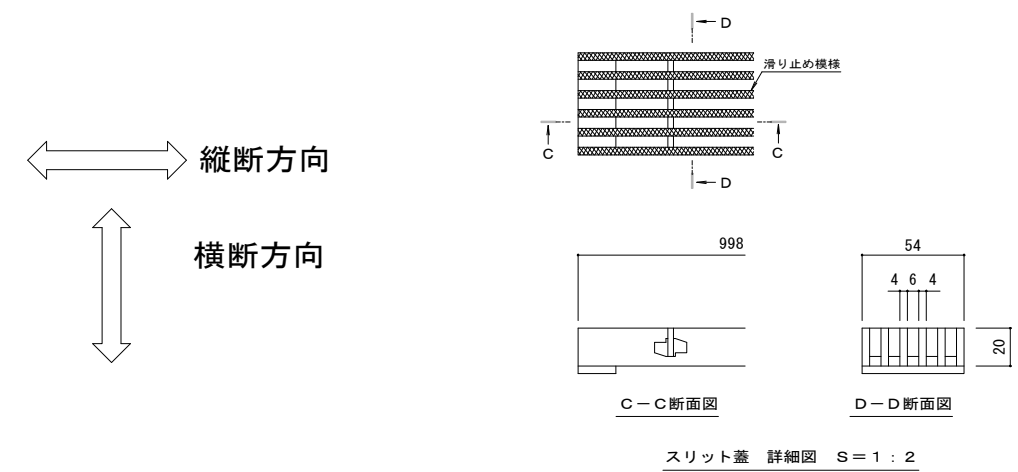 縦断方向
横断方向
D
滑り止め模様
C
C
D
998
54
4 6 4
20
C－C断面図
D－D断面図
スリット蓋 詳細図 S＝1：2